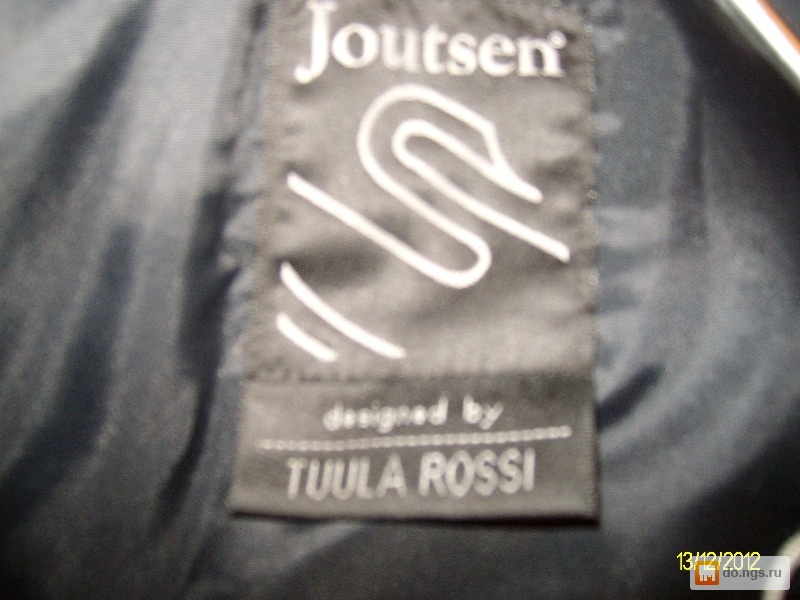 Joutsen®
designed by
TUULA ROSSI
13/12/2012
do.ngs.ru